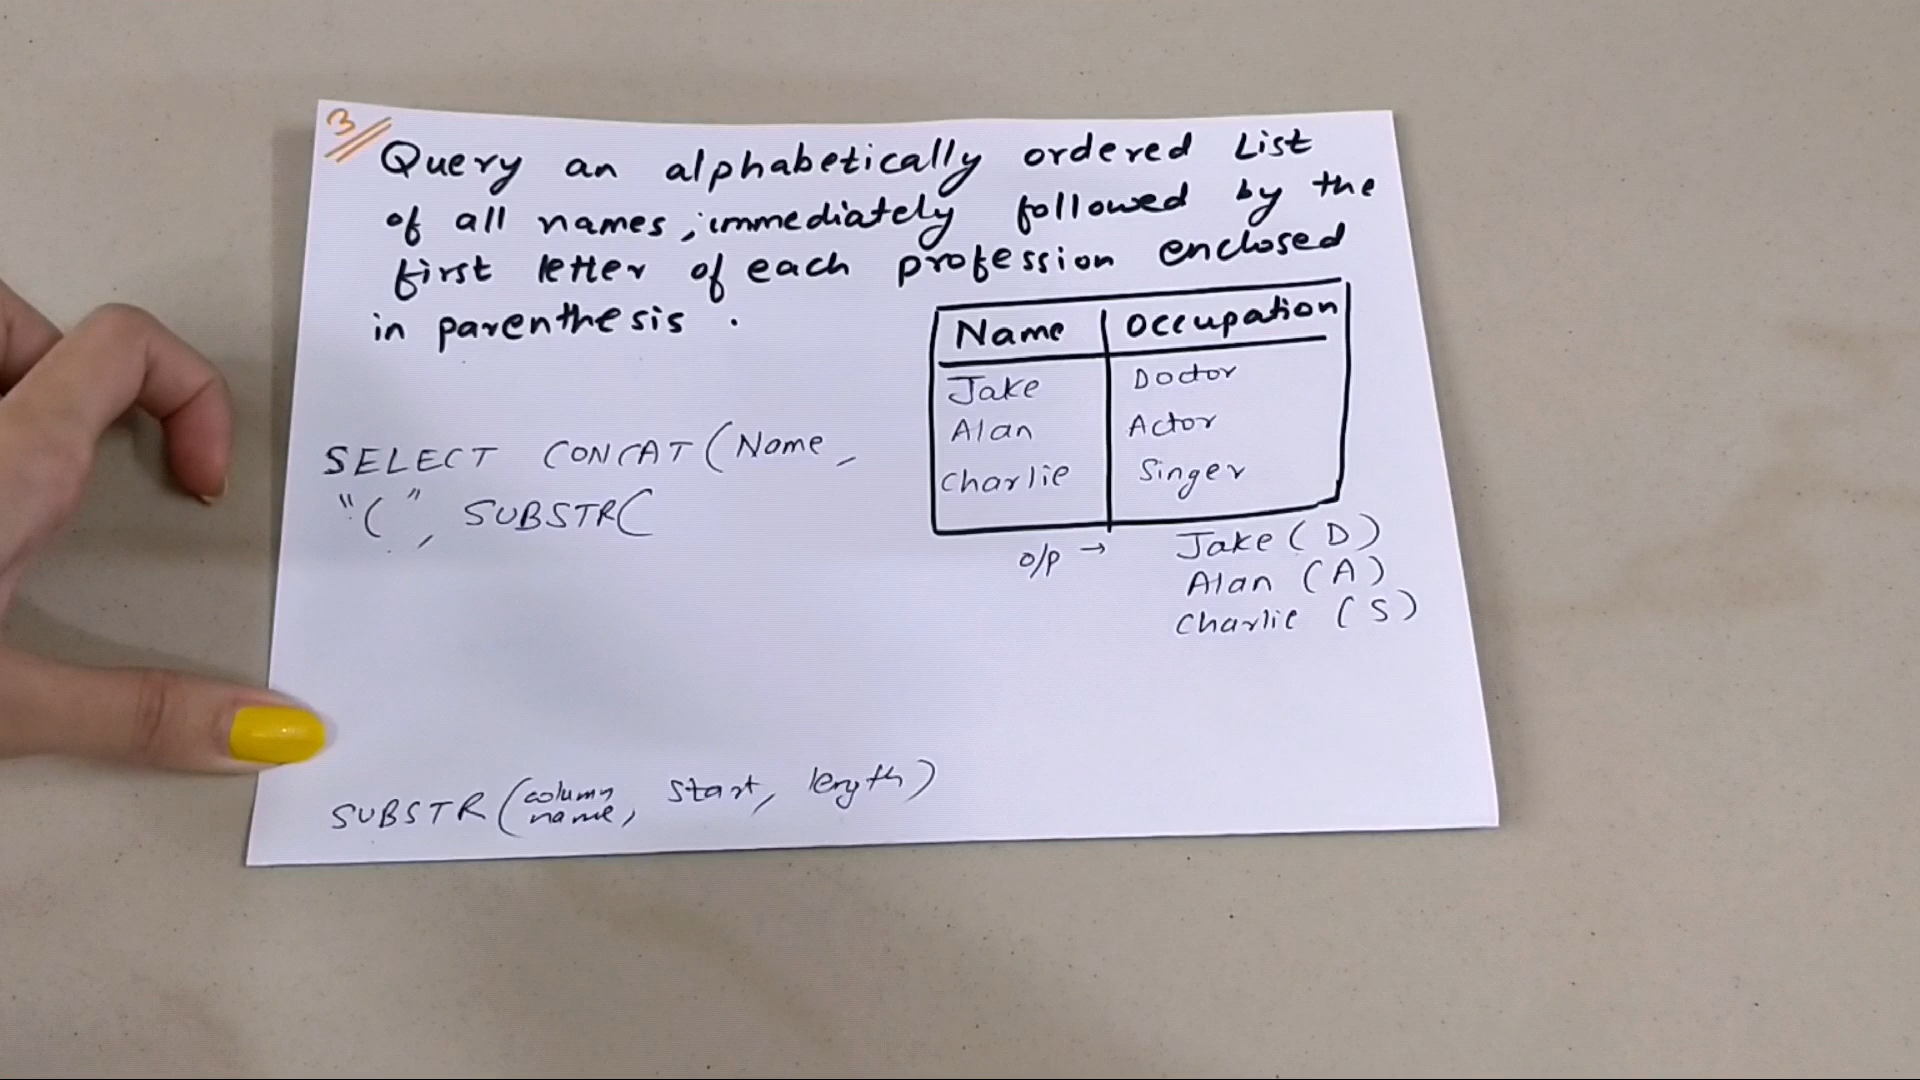 3
Query an alphabetically ordered List
of all names, immediately followed by the
first letter of each profession enclosed
in parenthesis.
Name Occupation
Jake Doctor
Alan Actor
Charlie Singer
SELECT CONCAT(Name,
"(", SUBSTR(
o/p → Jake (D)
Alan (A)
Charlie (S)
SUBSTR(column name, start, length)